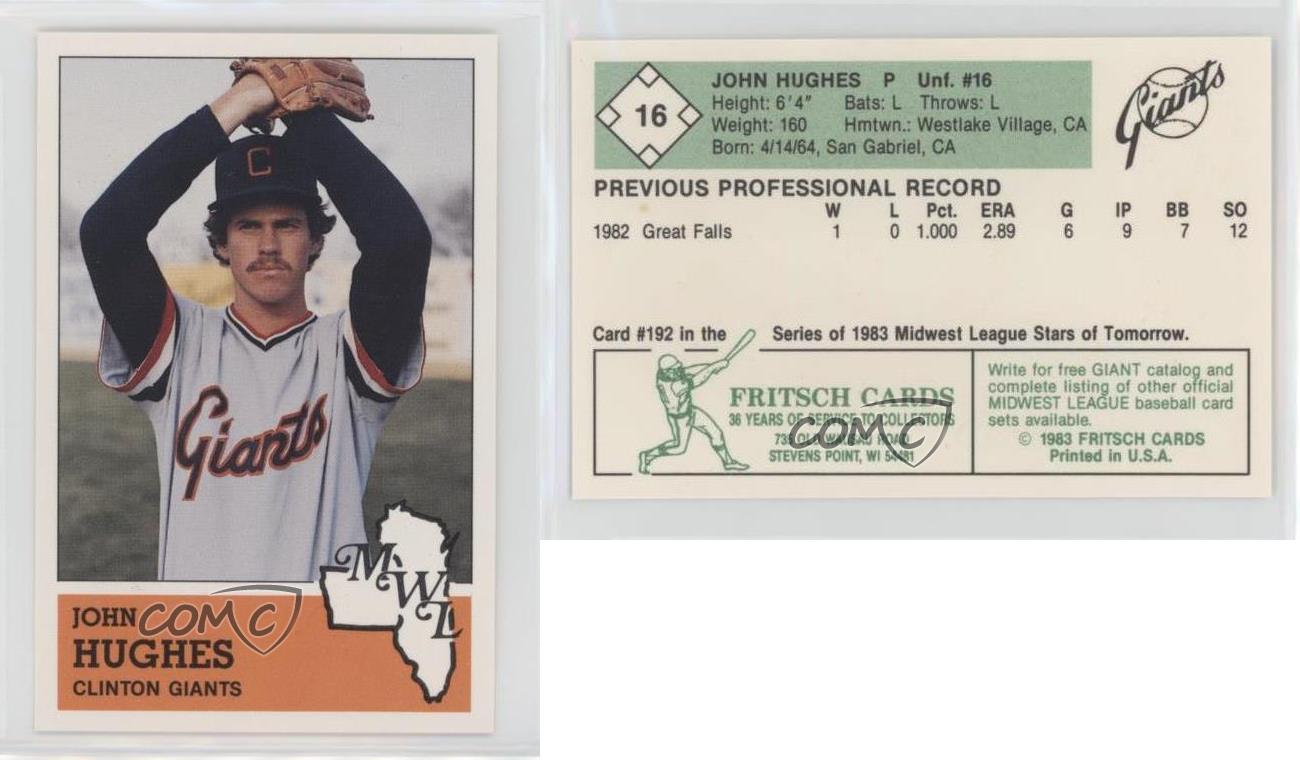 C
Giants
MWL
JOHN
HUGHES
CLINTON GIANTS
COMC
16
JOHN HUGHES P Unf. #16
Height: 6'4" Bats: L Throws: L
Weight: 160 Hmtwn.: Westlake Village, CA
Born: 4/14/64, San Gabriel, CA
Giants
PREVIOUS PROFESSIONAL RECORD
W L Pct. ERA G IP BB SO
1982 Great Falls 1 0 1.000 2.89 6 9 7 12
Card #192 in the Series of 1983 Midwest League Stars of Tomorrow.
FRITSCH CARDS
36 YEARS OF SERVICE TO COLLECTORS
735 OLD WAUSAU ROAD
STEVENS POINT, WI 54481
COMC
Write for free GIANT catalog and
complete listing of other official
MIDWEST LEAGUE baseball card
sets available.
© 1983 FRITSCH CARDS
Printed in U.S.A.